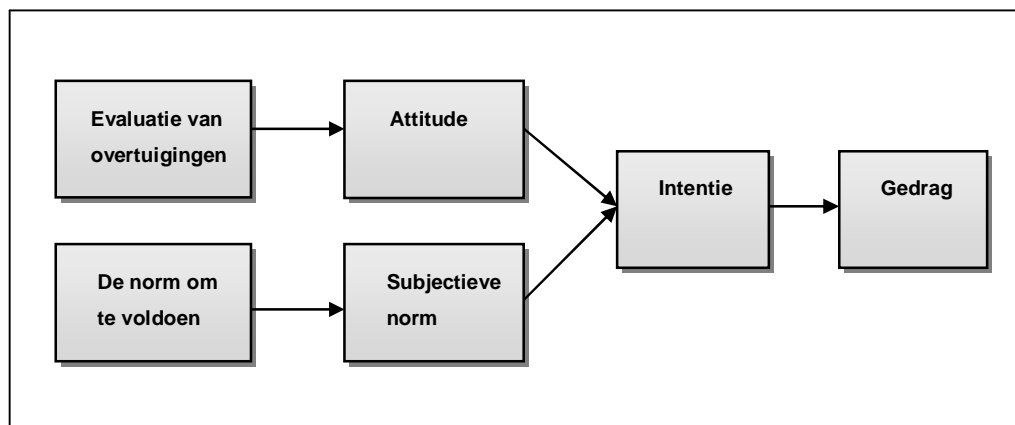 Evaluatie van
overtuigingen
Attitude
Intentie
Gedrag
De norm om
te voldoen
Subjectieve
norm